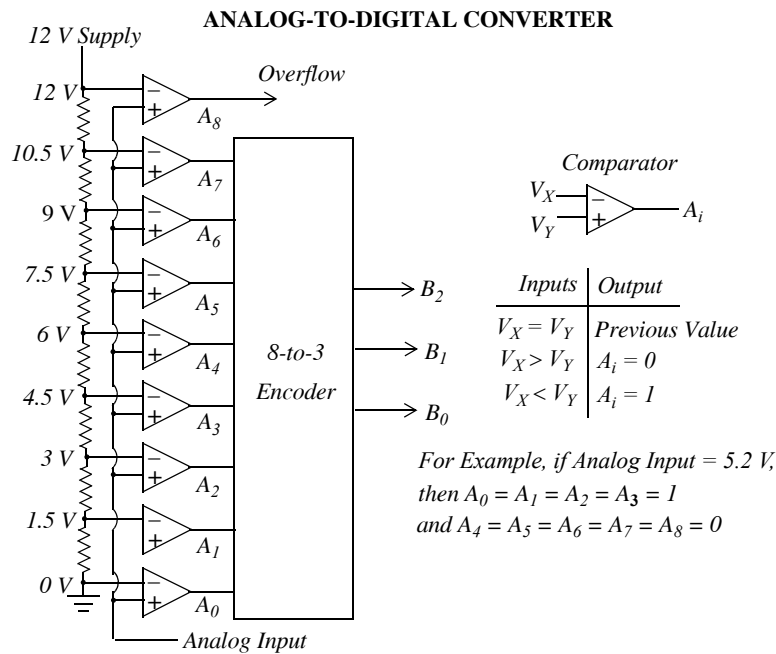 ANALOG-TO-DIGITAL CONVERTER
12 V Supply
Overflow
12 V
− +
A8
10.5 V
− +
A7
9 V
− +
A6
7.5 V
− +
A5
6 V
− +
A4
4.5 V
− +
A3
3 V
− +
A2
1.5 V
− +
A1
0 V
− +
A0
Analog Input
8-to-3
Encoder
B2
B1
B0
Comparator
VX
− +
VY
Ai
Inputs Output
VX = VY Previous Value
VX > VY Ai = 0
VX < VY Ai = 1
For Example, if Analog Input = 5.2 V,
then A0 = A1 = A2 = A3 = 1
and A4 = A5 = A6 = A7 = A8 = 0